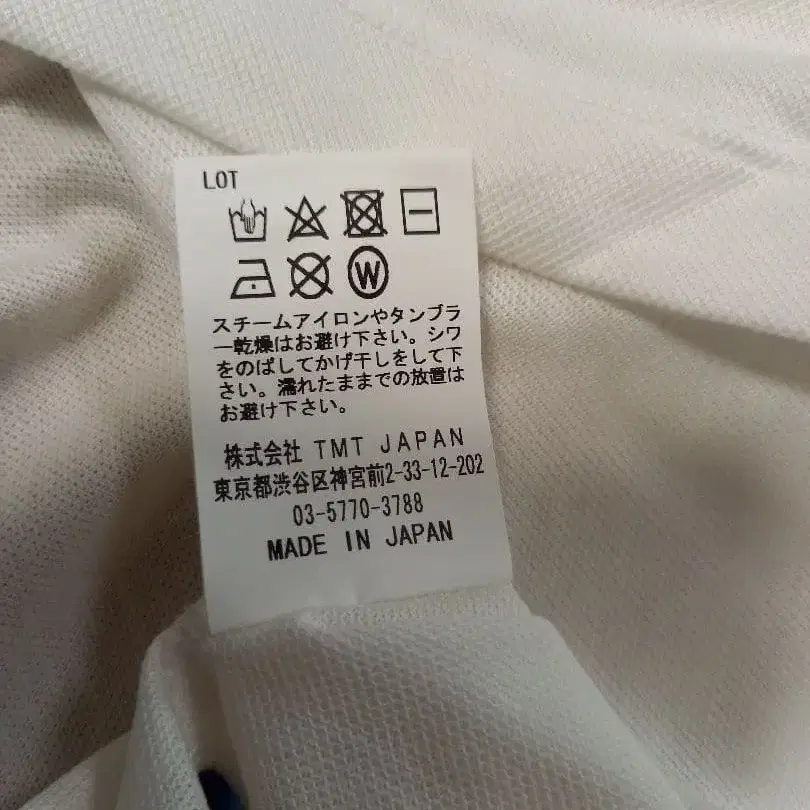 LOT
W
スチームアイロンやタンブラ
ー乾燥はお避け下さい。シワ
をのばしてかげ干しをして下
さい。濡れたままでの放置は
お避け下さい。
株式会社 TMT JAPAN
東京都渋谷区神宮前2-33-12-202
03-5770-3788
MADE IN JAPAN